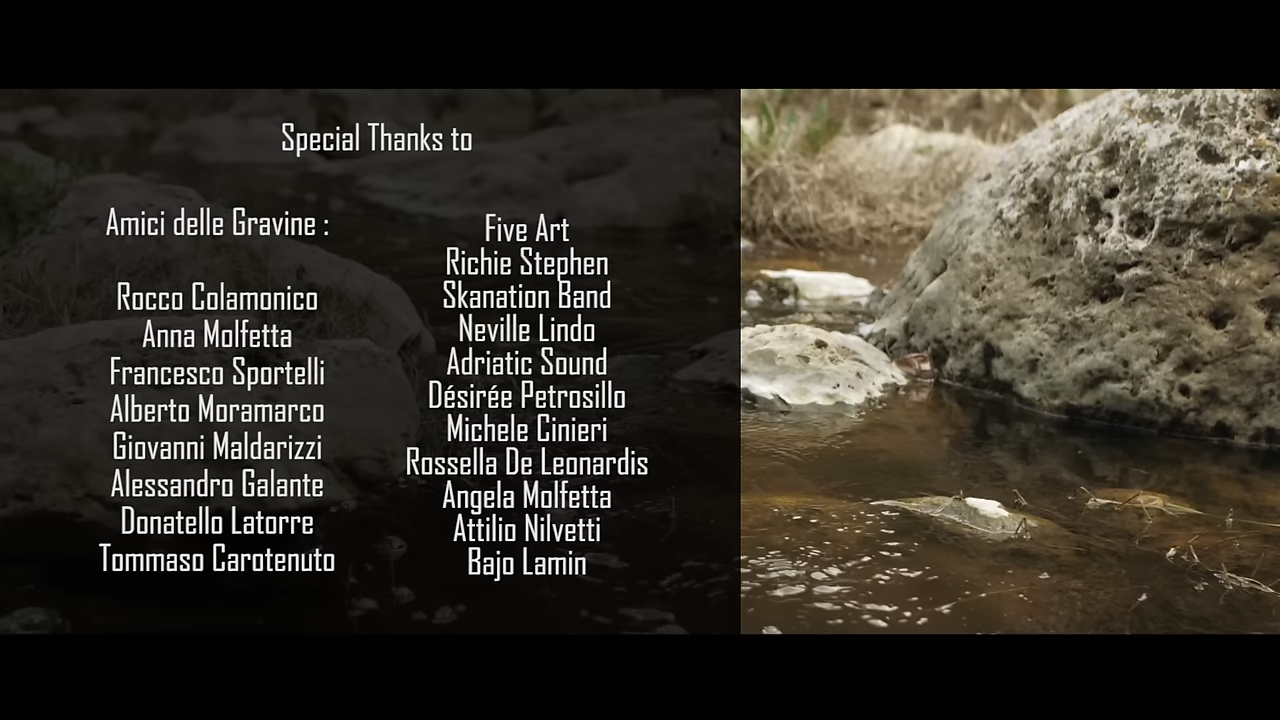 Special Thanks to
Amici delle Gravine :
Rocco Colamonico
Anna Molfetta
Francesco Sportelli
Alberto Moramarco
Giovanni Maldarizzi
Alessandro Galante
Donatello Latorre
Tommaso Carotenuto
Five Art
Richie Stephen
Skanation Band
Neville Lindo
Adriatic Sound
Désirée Petrosillo
Michele Cinieri
Rossella De Leonardis
Angela Molfetta
Attilio Nilvetti
Bajo Lamin